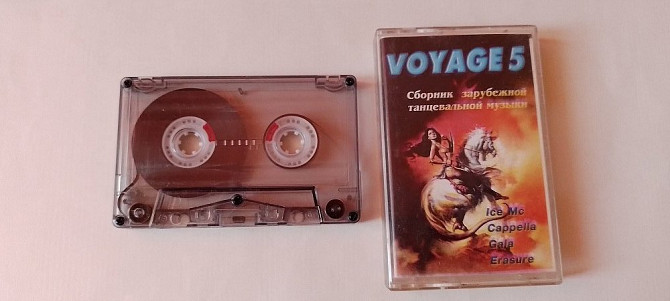 VOYAGE 5
Сборник зарубежной
танцевальной музыки
Ice Mc
Cappella
Gala
Erasure